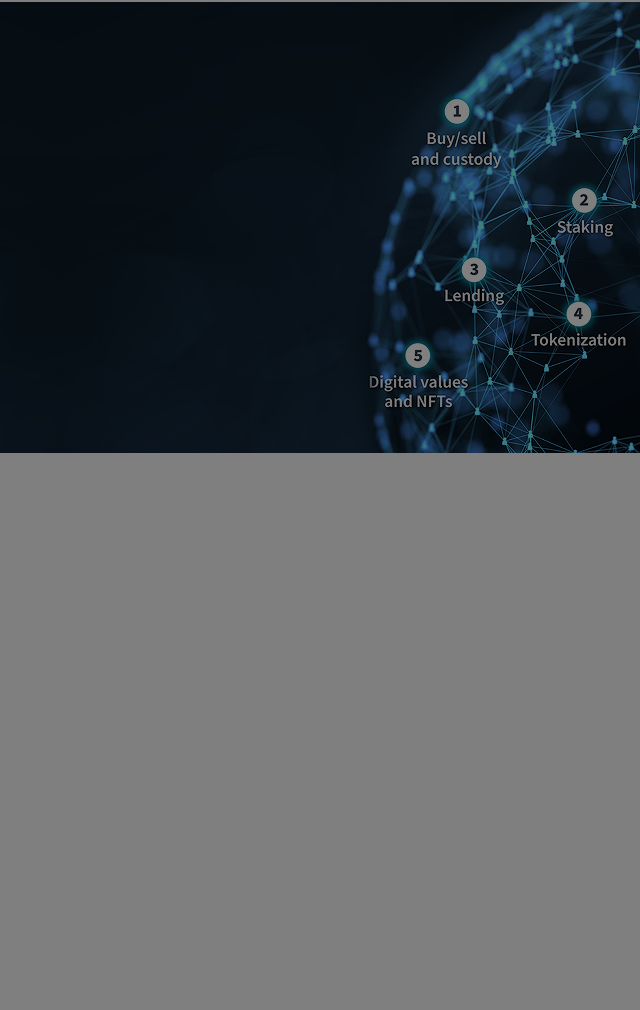 1
Buy/sell
and custody
2
Staking
3
Lending
4
Tokenization
5
Digital values
and NFTs